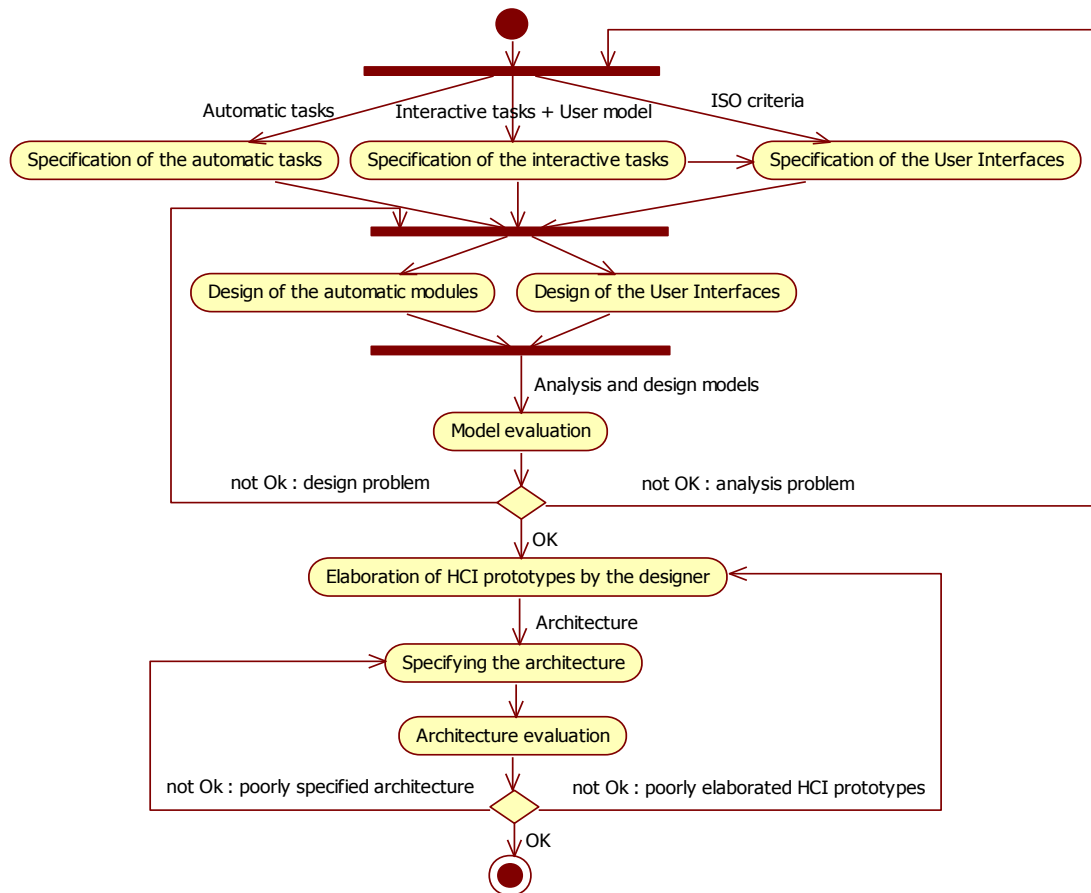 Automatic tasks
Interactive tasks + User model
ISO criteria
Specification of the automatic tasks
Specification of the interactive tasks
Specification of the User Interfaces
Design of the automatic modules
Design of the User Interfaces
Analysis and design models
Model evaluation
not Ok : design problem
not OK : analysis problem
OK
Elaboration of HCI prototypes by the designer
Architecture
Specifying the architecture
Architecture evaluation
not Ok : poorly specified architecture
not Ok : poorly elaborated HCI prototypes
OK